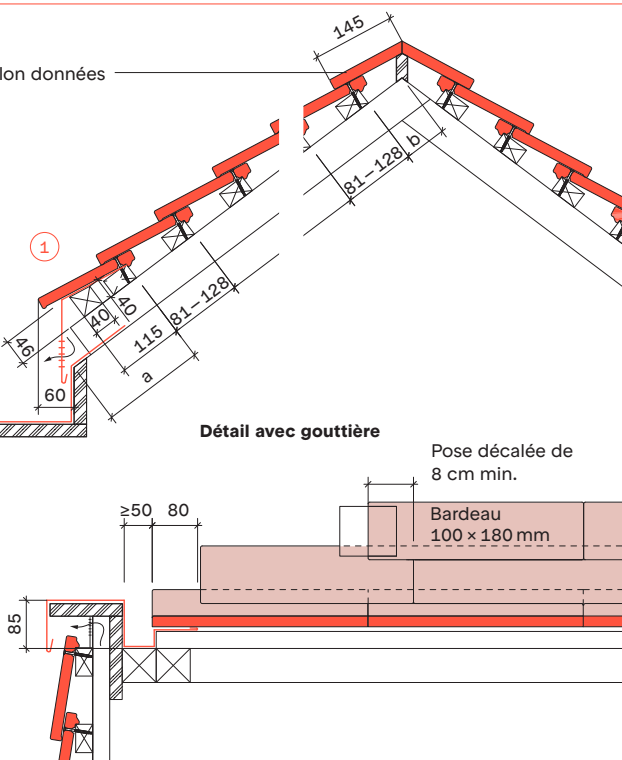 145
lon données
b
81–128
1
40
40
81–128
46
115
a
60
Détail avec gouttière
Pose décalée de
8 cm min.
≥50
80
Bardeau
100 × 180 mm
85